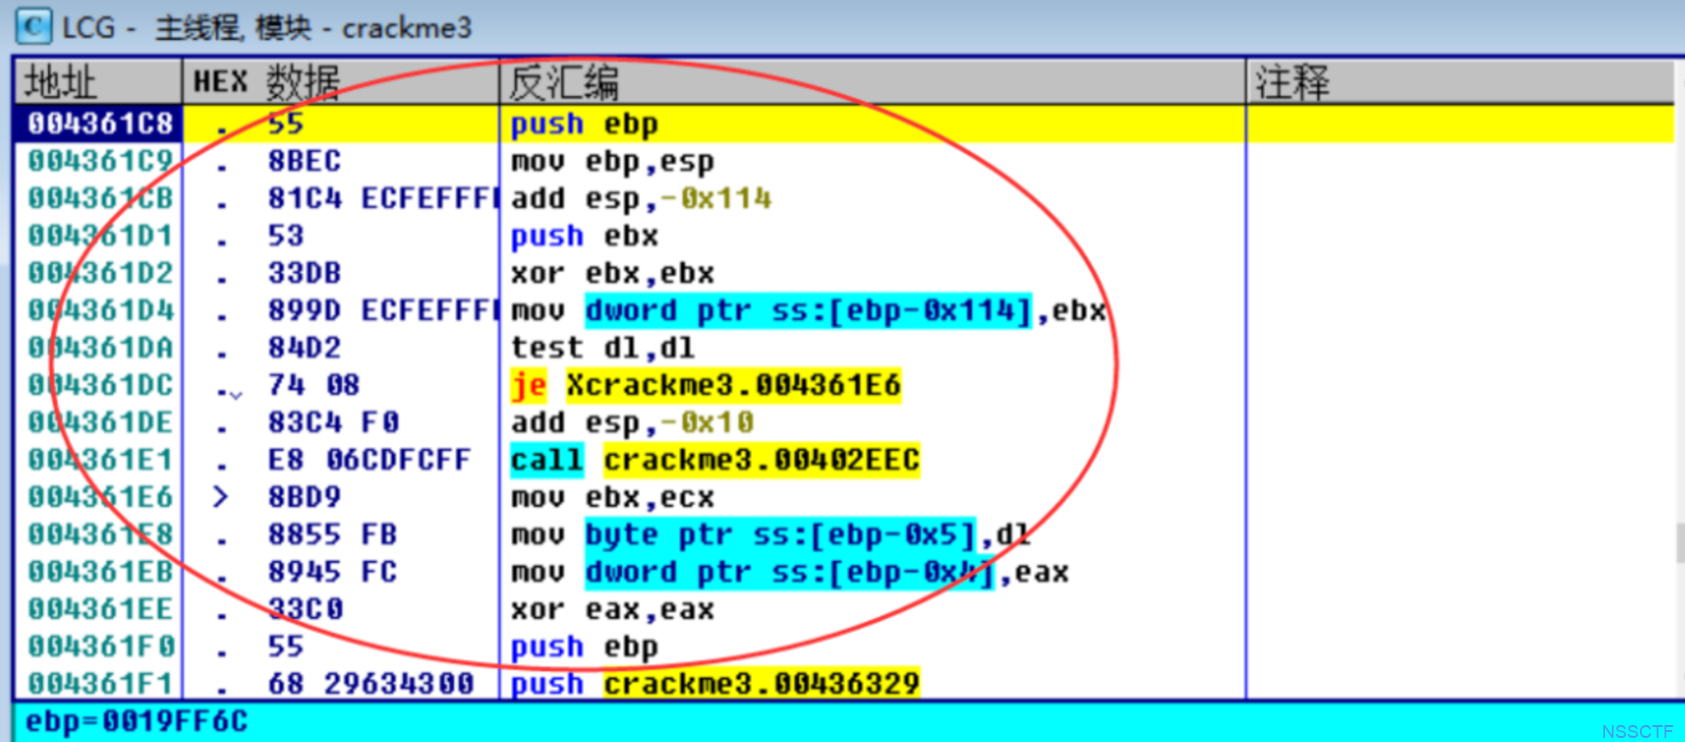 LCG - 主线程, 模块 - crackme3
地址 HEX 数据 反汇编 注释
004361C8 . 55 push ebp
004361C9 . 8BEC mov ebp,esp
004361CB . 81C4 ECFEFFF add esp,-0x114
004361D1 . 53 push ebx
004361D2 . 33DB xor ebx,ebx
004361D4 . 899D ECFEFFF mov dword ptr ss:[ebp-0x114],ebx
004361DA . 84D2 test dl,dl
004361DC .⌄ 74 08 je Xcrackme3.004361E6
004361DE . 83C4 F0 add esp,-0x10
004361E1 . E8 06CDFCFF call crackme3.00402EEC
004361E6 > 8BD9 mov ebx,ecx
004361E8 . 8855 FB mov byte ptr ss:[ebp-0x5],dl
004361EB . 8945 FC mov dword ptr ss:[ebp-0x4],eax
004361EE . 33C0 xor eax,eax
004361F0 . 55 push ebp
004361F1 . 68 29634300 push crackme3.00436329
ebp=0019FF6C
NSSCTF